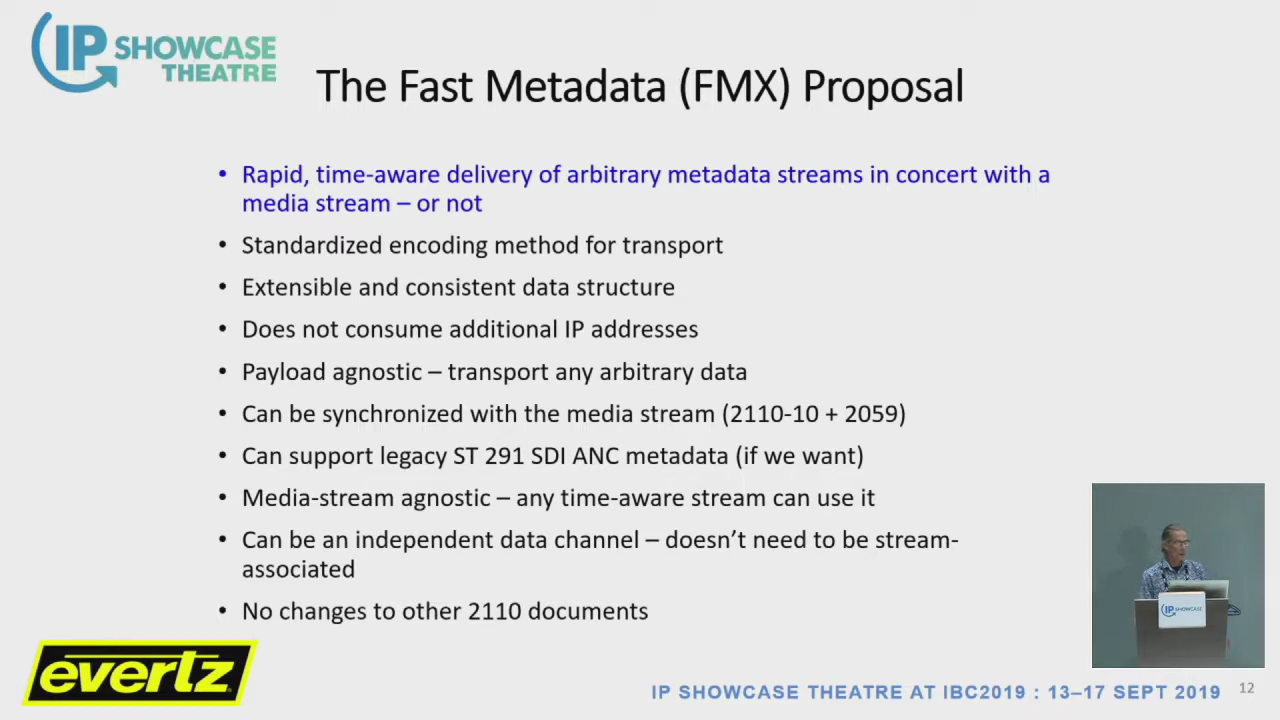 IP SHOWCASE
THEATRE
The Fast Metadata (FMX) Proposal
• Rapid, time-aware delivery of arbitrary metadata streams in concert with a
media stream – or not
• Standardized encoding method for transport
• Extensible and consistent data structure
• Does not consume additional IP addresses
• Payload agnostic – transport any arbitrary data
• Can be synchronized with the media stream (2110-10 + 2059)
• Can support legacy ST 291 SDI ANC metadata (if we want)
• Media-stream agnostic – any time-aware stream can use it
• Can be an independent data channel – doesn’t need to be stream-
associated
• No changes to other 2110 documents
IP SHOWCASE
evertz
IP SHOWCASE THEATRE AT IBC2019 : 13–17 SEPT 2019
12